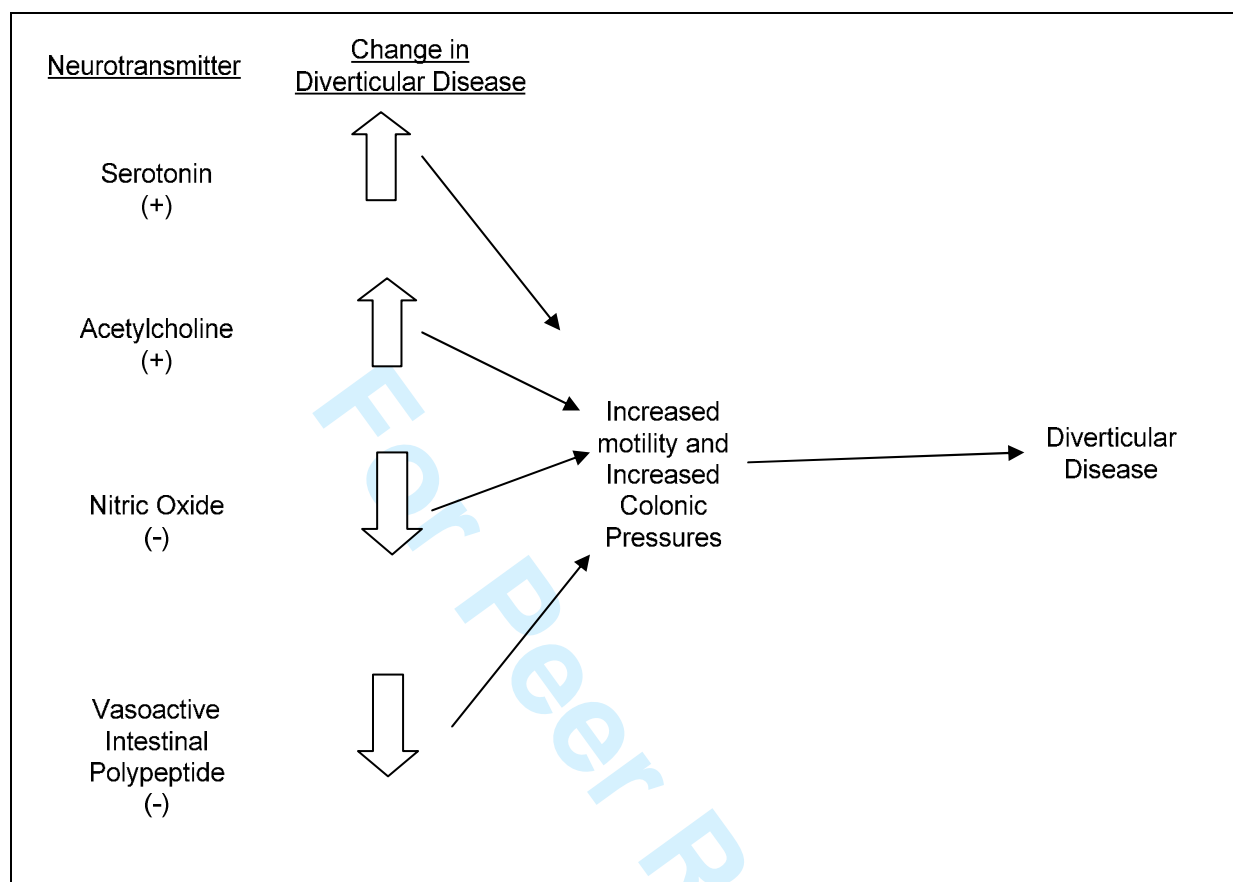 Neurotransmitter
Change in
Diverticular Disease
Serotonin
(+)
Acetylcholine
(+)
Nitric Oxide
(-)
Vasoactive
Intestinal
Polypeptide
(-)
Increased
motility and
Increased
Colonic
Pressures
Diverticular
Disease
For Peer R